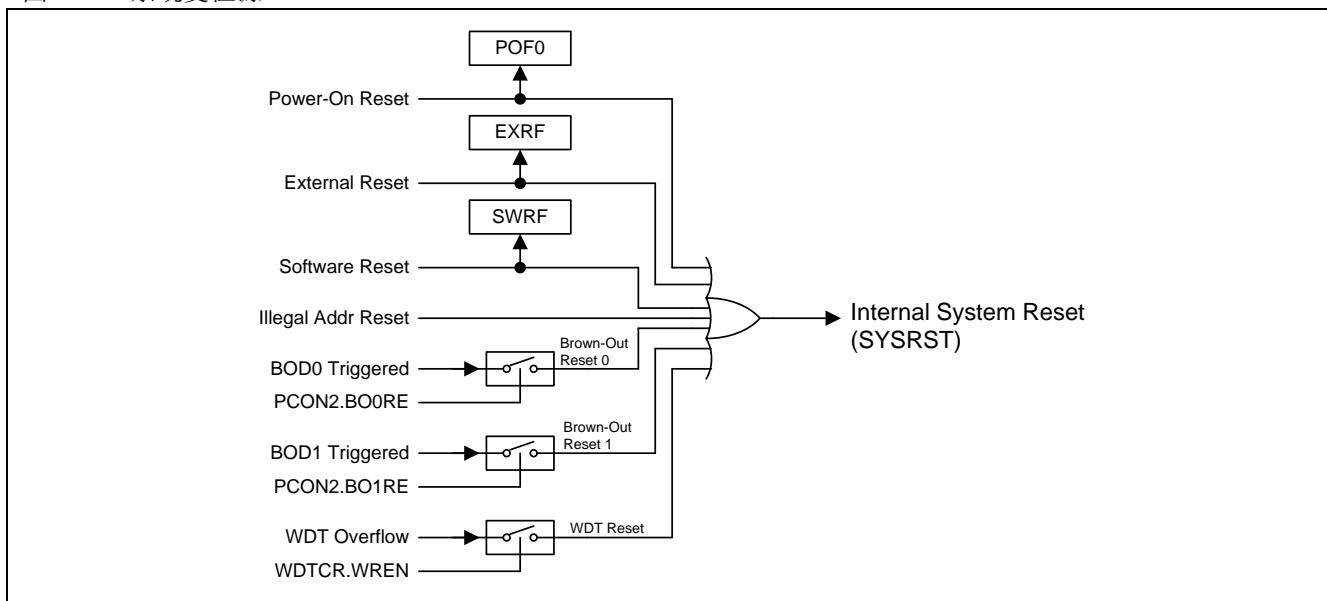 POF0
Power-On Reset
EXRF
External Reset
SWRF
Software Reset
Illegal Addr Reset
Internal System Reset
(SYSRST)
BOD0 Triggered
Brown-Out
Reset 0
PCON2.BO0RE
BOD1 Triggered
Brown-Out
Reset 1
PCON2.BO1RE
WDT Overflow
WDT Reset
WDTCR.WREN